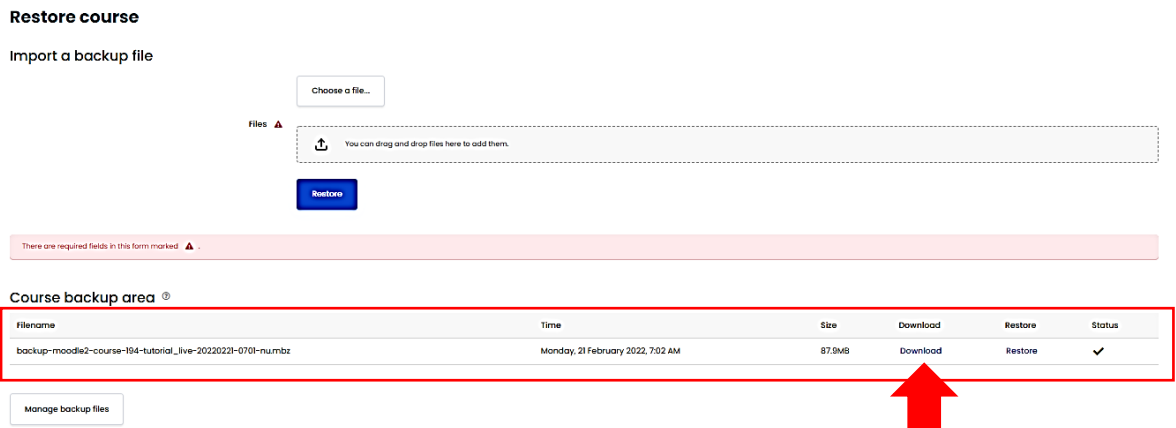 Restore course
Import a backup file
Choose a file...
Files
You can drag and drop files here to add them.
Restore
There are required fields in this form marked .
Course backup area
Filename Time Size Download Restore Status
backup-moodle2-course-194-tutorial_live-20220221-0701-nu.mbz Monday, 21 February 2022, 7:02 AM 87.9MB Download Restore
Manage backup files